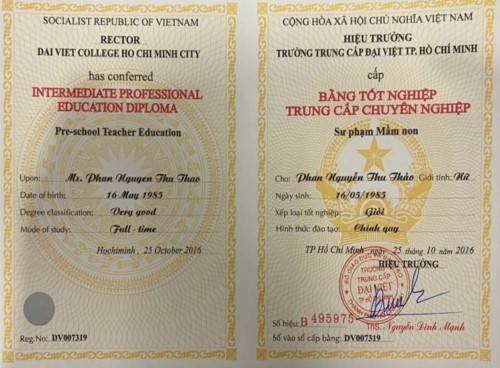 SOCIALIST REPUBLIC OF VIETNAM
RECTOR
DAI VIET COLLEGE HO CHI MINH CITY
has conferred
INTERMEDIATE PROFESSIONAL
EDUCATION DIPLOMA
Pre-school Teacher Education
Upon: Ms. Phan Nguyen Thu Thao
Date of birth: 16 May 1985
Degree classification: Very good
Mode of study: Full - time
Hochiminh, 25 October 2016
Reg.No: DV007319
CỘNG HÒA XÃ HỘI CHỦ NGHĨA VIỆT NAM
HIỆU TRƯỞNG
TRƯỜNG TRUNG CẤP ĐẠI VIỆT TP. HỒ CHÍ MINH
cấp
BẰNG TỐT NGHIỆP
TRUNG CẤP CHUYÊN NGHIỆP
Sư phạm Mầm non
Cho: Phan Nguyễn Thu Thảo Giới tính: Nữ
Ngày sinh: 16/05/1985
Xếp loại tốt nghiệp: Giỏi
Hình thức đào tạo: Chính quy
TP Hồ Chí Minh, ngày 25 tháng 10 năm 2016
HIỆU TRƯỞNG
TRƯỜNG
TRUNG CẤP
ĐẠI VIỆT
Số hiệu: B 495975
ThS. Nguyễn Đình Mạnh
Số vào sổ cấp bằng: DV007319